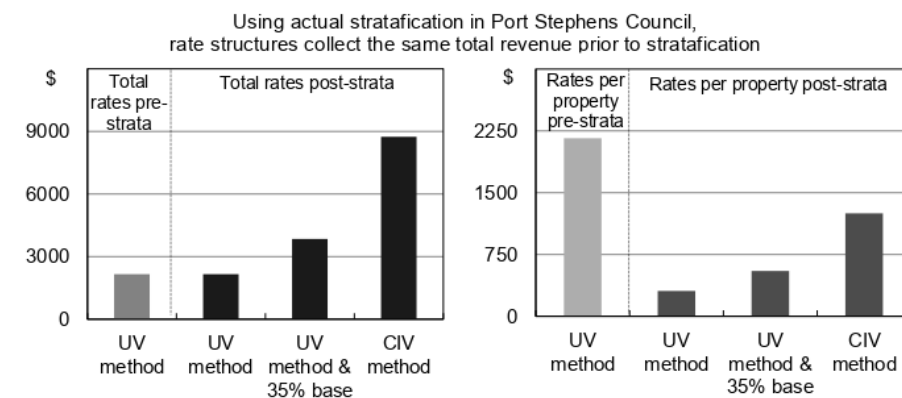 Using actual stratafication in Port Stephens Council,
rate structures collect the same total revenue prior to stratafication
$
Total
rates pre-
strata
Total rates post-strata
9000
6000
3000
0
UV
method
UV
method
UV
method &
35% base
CIV
method
$
Rates per
property
pre-strata
Rates per property post-strata
2250
1500
750
0
UV
method
UV
method
UV
method &
35% base
CIV
method